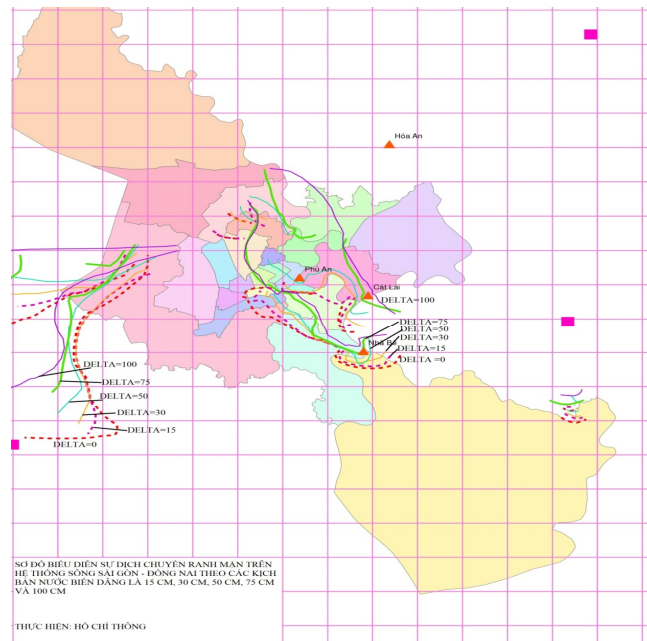 Hóa An
Phú An
Cát Lái
DELTA=100
DELTA=75
DELTA=50
DELTA=30
Nhà Bè
DELTA=15
DELTA =0
DELTA=100
DELTA=75
DELTA=50
DELTA=30
DELTA=15
DELTA=0
SƠ ĐỒ BIỂU DIỄN SỰ DỊCH CHUYỂN RANH MẶN TRÊN
HỆ THỐNG SÔNG SÀI GÒN - ĐỒNG NAI THEO CÁC KỊCH
BẢN NƯỚC BIỂN DÂNG LÀ 15 CM, 30 CM, 50 CM, 75 CM
VÀ 100 CM
THỰC HIỆN: HỒ CHÍ THÔNG